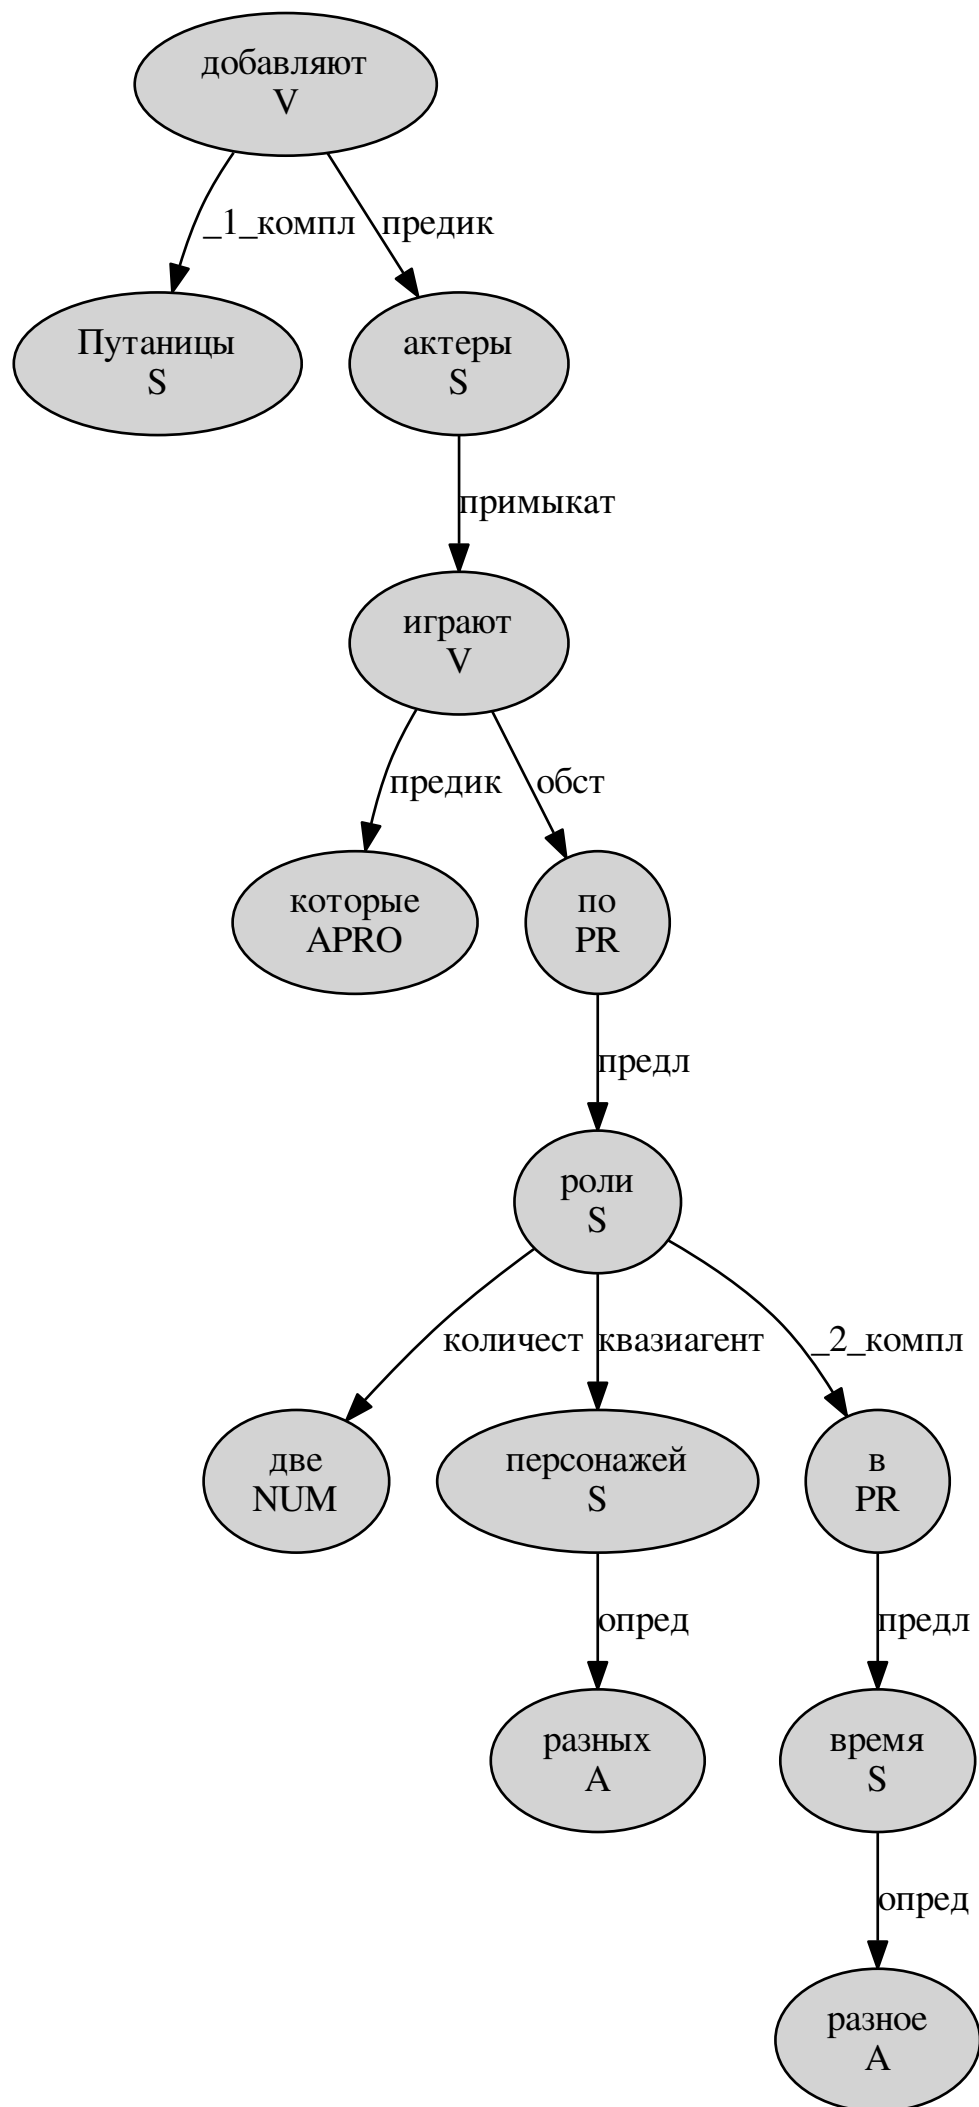 добавляют
V
_1_компл
предик
Путаницы
S
актеры
S
примыкат
играют
V
предик
обст
которые
APRO
по
PR
предл
роли
S
количест
квазиагент
_2_компл
две
NUM
персонажей
S
в
PR
опред
предл
разных
A
время
S
опред
разное
A